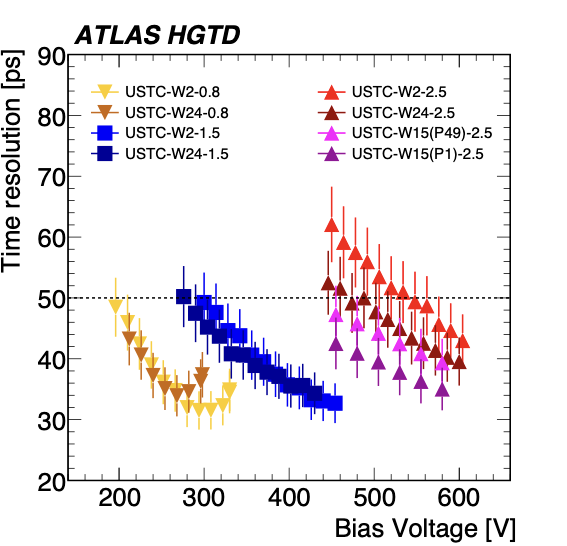 ATLAS HGTD
Time resolution [ps]
90
80
70
60
50
40
30
20
USTC-W2-0.8
USTC-W24-0.8
USTC-W2-1.5
USTC-W24-1.5
USTC-W2-2.5
USTC-W24-2.5
USTC-W15(P49)-2.5
USTC-W15(P1)-2.5
200 300 400 500 600
Bias Voltage [V]